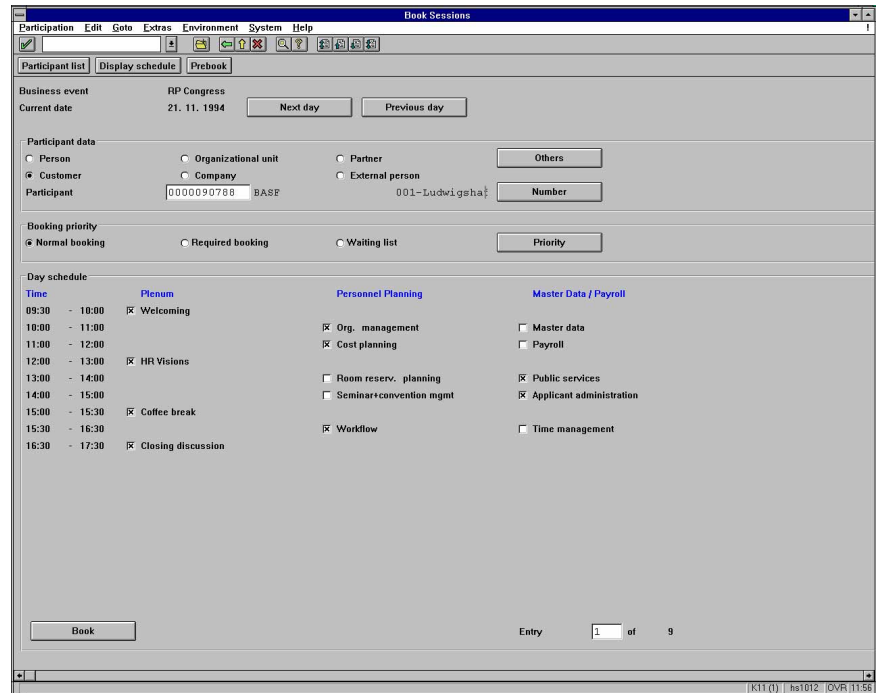 Book Sessions
Participation Edit Goto Extras Environment System Help
Participant list Display schedule Prebook
Business event RP Congress
Current date 21. 11. 1994 Next day Previous day
Participant data
Person Organizational unit Partner Others
Customer Company External person
Participant 0000090788 BASF 001-Ludwigsha Number
Booking priority
Normal booking Required booking Waiting list Priority
Day schedule
Time Plenum Personnel Planning Master Data / Payroll
09:30 - 10:00 Welcoming
10:00 - 11:00 Org. management Master data
11:00 - 12:00 Cost planning Payroll
12:00 - 13:00 HR Visions
13:00 - 14:00 Room reserv. planning Public services
14:00 - 15:00 Seminar+convention mgmt Applicant administration
15:00 - 15:30 Coffee break
15:30 - 16:30 Workflow Time management
16:30 - 17:30 Closing discussion
Book Entry 1 of 9
K11 (1) hs1012 OVR 11:56